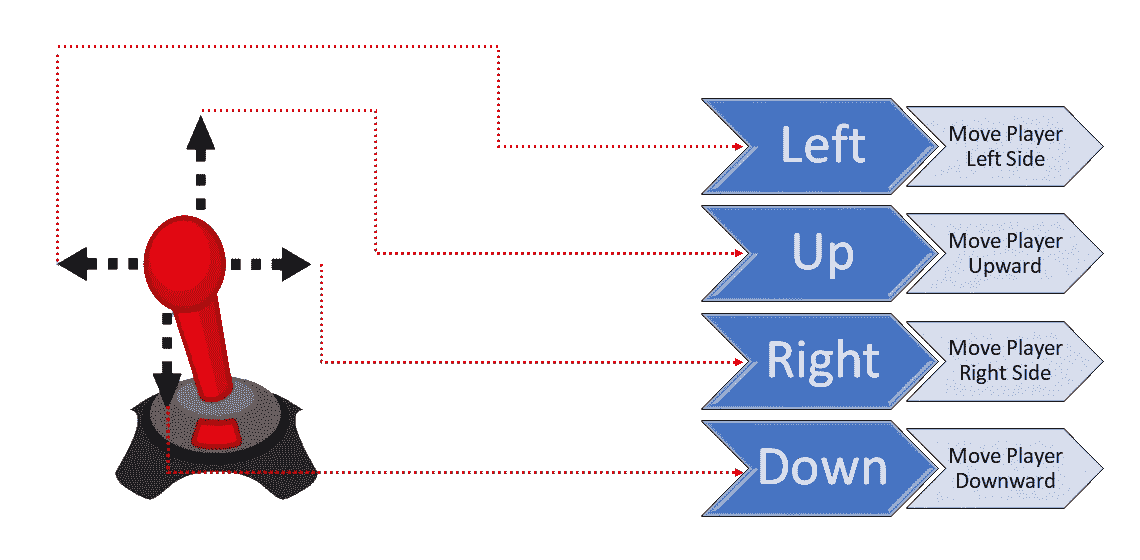 Left
Move Player
Left Side
Up
Move Player
Upward
Right
Move Player
Right Side
Down
Move Player
Downward